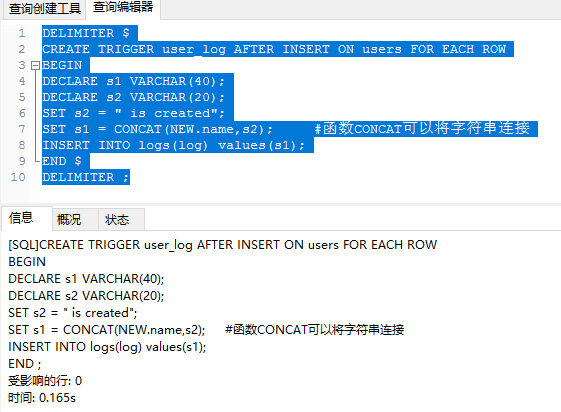 查询创建工具 查询编辑器
1 DELIMITER $
2 CREATE TRIGGER user_log AFTER INSERT ON users FOR EACH ROW
3 BEGIN
4 DECLARE s1 VARCHAR(40);
5 DECLARE s2 VARCHAR(20);
6 SET s2 = " is created";
7 SET s1 = CONCAT(NEW.name,s2); #函数CONCAT可以将字符串连接
8 INSERT INTO logs(log) values(s1);
9 END $
10 DELIMITER ;
信息 概况 状态
[SQL]CREATE TRIGGER user_log AFTER INSERT ON users FOR EACH ROW
BEGIN
DECLARE s1 VARCHAR(40);
DECLARE s2 VARCHAR(20);
SET s2 = " is created";
SET s1 = CONCAT(NEW.name,s2); #函数CONCAT可以将字符串连接
INSERT INTO logs(log) values(s1);
END ;
受影响的行: 0
时间: 0.165s